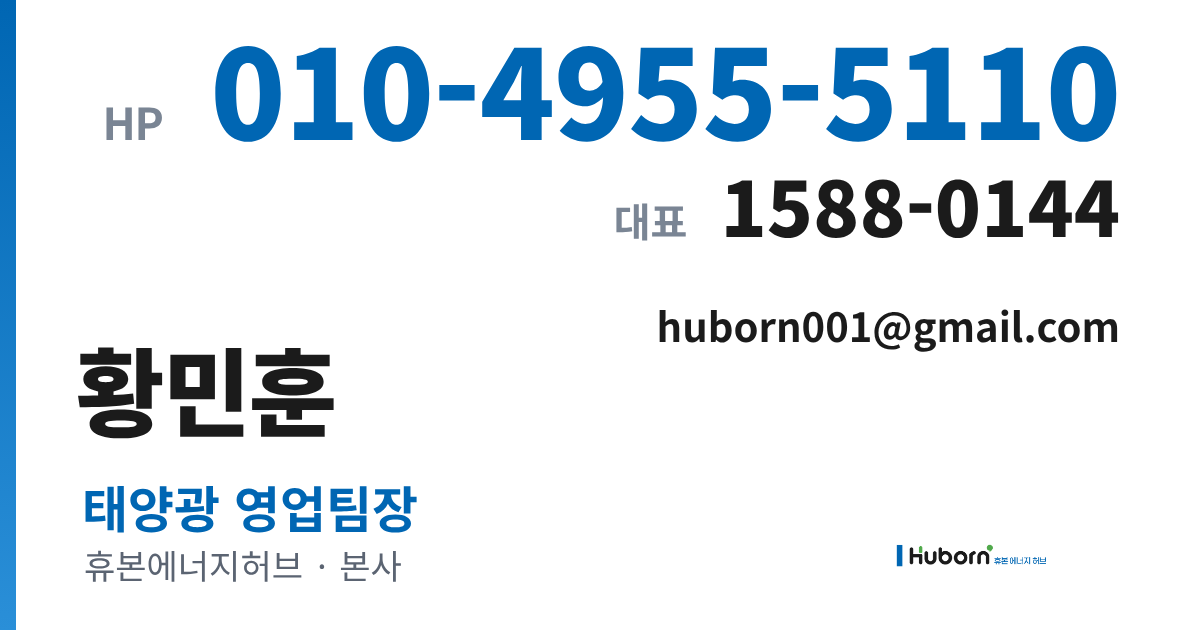 HP 010-4955-5110
대표 1588-0144
huborn001@gmail.com
황민훈
태양광 영업팀장
휴본에너지허브 · 본사
Huborn 휴본에너지허브